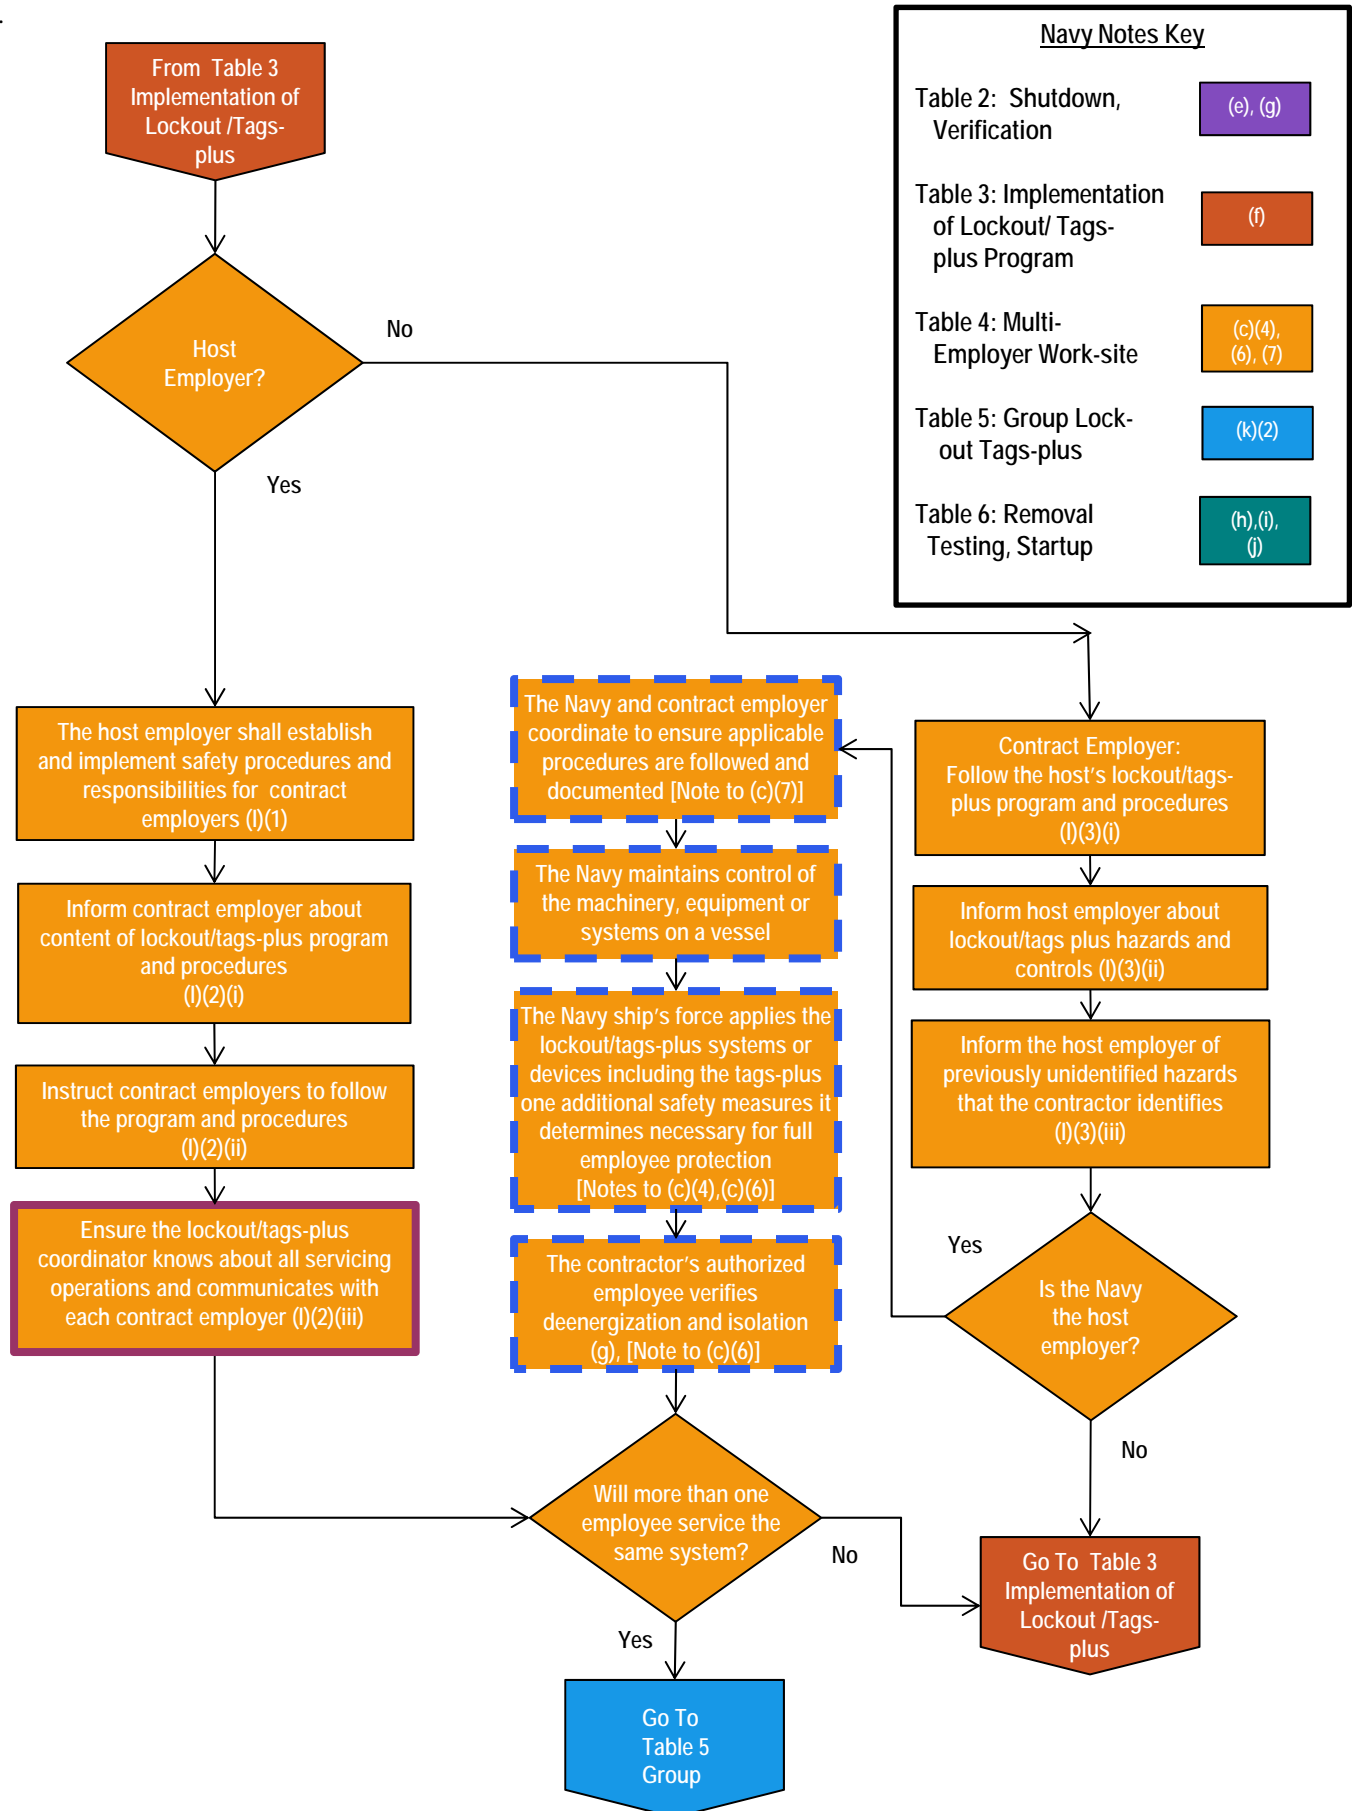 From Table 3
Implementation of
Lockout /Tags-
plus
Navy Notes Key
Table 2: Shutdown,
Verification
(e), (g)
Table 3: Implementation
of Lockout/ Tags-
plus Program
(f)
Table 4: Multi-
Employer Work-site
(c)(4),
(6), (7)
Table 5: Group Lock-
out Tags-plus
(k)(2)
Table 6: Removal
Testing, Startup
(h),(i),
(j)
Host
Employer?
No
Yes
The host employer shall establish
and implement safety procedures and
responsibilities for contract
employers (l)(1)
Inform contract employer about
content of lockout/tags-plus program
and procedures
(l)(2)(i)
Instruct contract employers to follow
the program and procedures
(l)(2)(ii)
Ensure the lockout/tags-plus
coordinator knows about all servicing
operations and communicates with
each contract employer (l)(2)(iii)
The Navy and contract employer
coordinate to ensure applicable
procedures are followed and
documented [Note to (c)(7)]
The Navy maintains control of
the machinery, equipment or
systems on a vessel
The Navy ship's force applies the
lockout/tags-plus systems or
devices including the tags-plus
one additional safety measures it
determines necessary for full
employee protection
[Notes to (c)(4),(c)(6)]
The contractor's authorized
employee verifies
deenergization and isolation
(g), [Note to (c)(6)]
Contract Employer:
Follow the host's lockout/tags-
plus program and procedures
(l)(3)(i)
Inform host employer about
lockout/tags plus hazards and
controls (l)(3)(ii)
Inform the host employer of
previously unidentified hazards
that the contractor identifies
(l)(3)(iii)
Yes
Is the Navy
the host
employer?
No
Will more than one
employee service the
same system?
No
Yes
Go To Table 3
Implementation of
Lockout /Tags-
plus
Go To
Table 5
Group